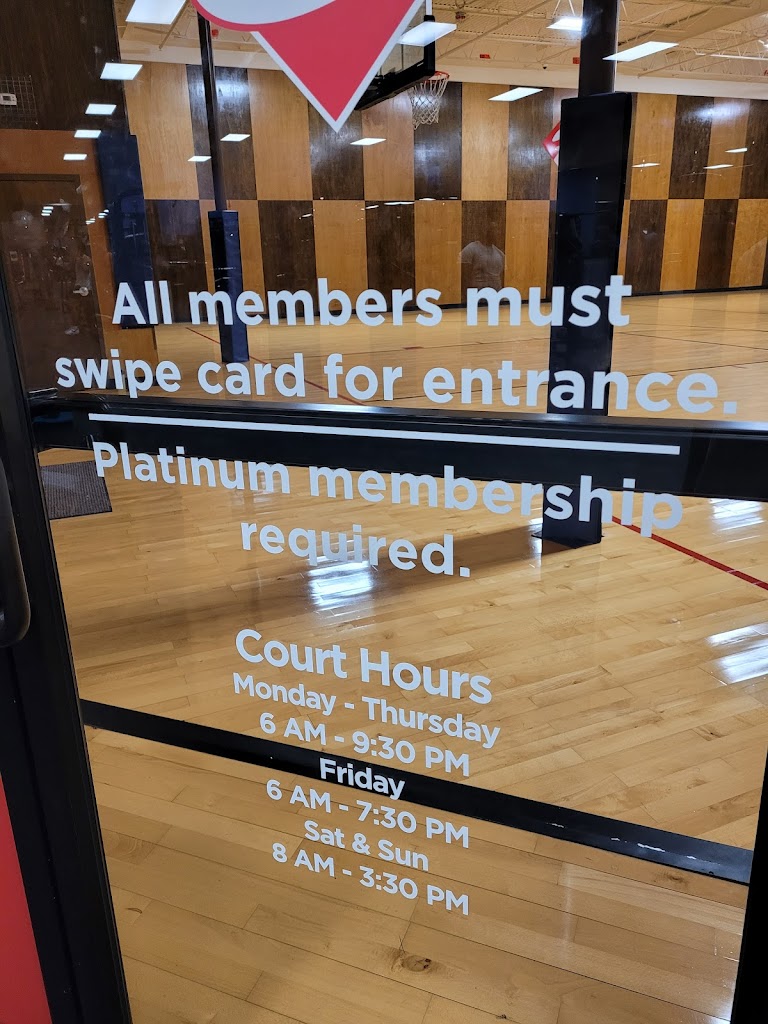 All members must
swipe card for entrance.
Platinum membership
required.
Court Hours
Monday - Thursday
6 AM - 9:30 PM
Friday
6 AM - 7:30 PM
Sat & Sun
8 AM - 3:30 PM